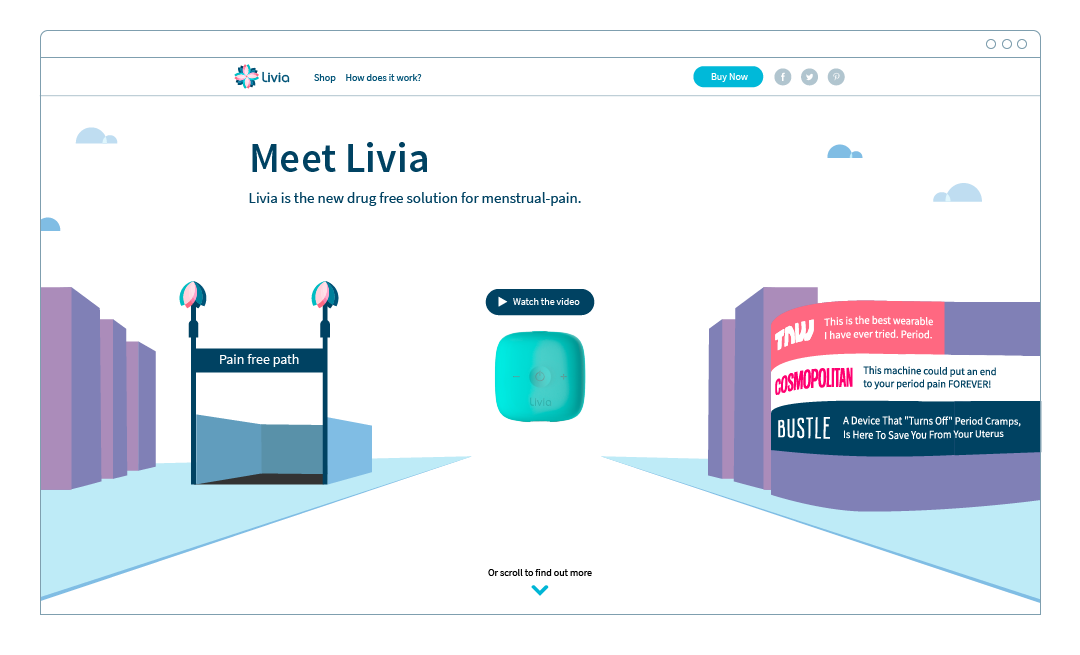 Livia
Shop
How does it work?
Buy Now
Meet Livia
Livia is the new drug free solution for menstrual-pain.
Watch the video
TNW
This is the best wearable
I have ever tried. Period.
Pain free path
COSMOPOLITAN
This machine could put an end
to your period pain FOREVER!
Livia
BUSTLE
A Device That "Turns Off" Period Cramps,
Is Here To Save You From Your Uterus
Or scroll to find out more